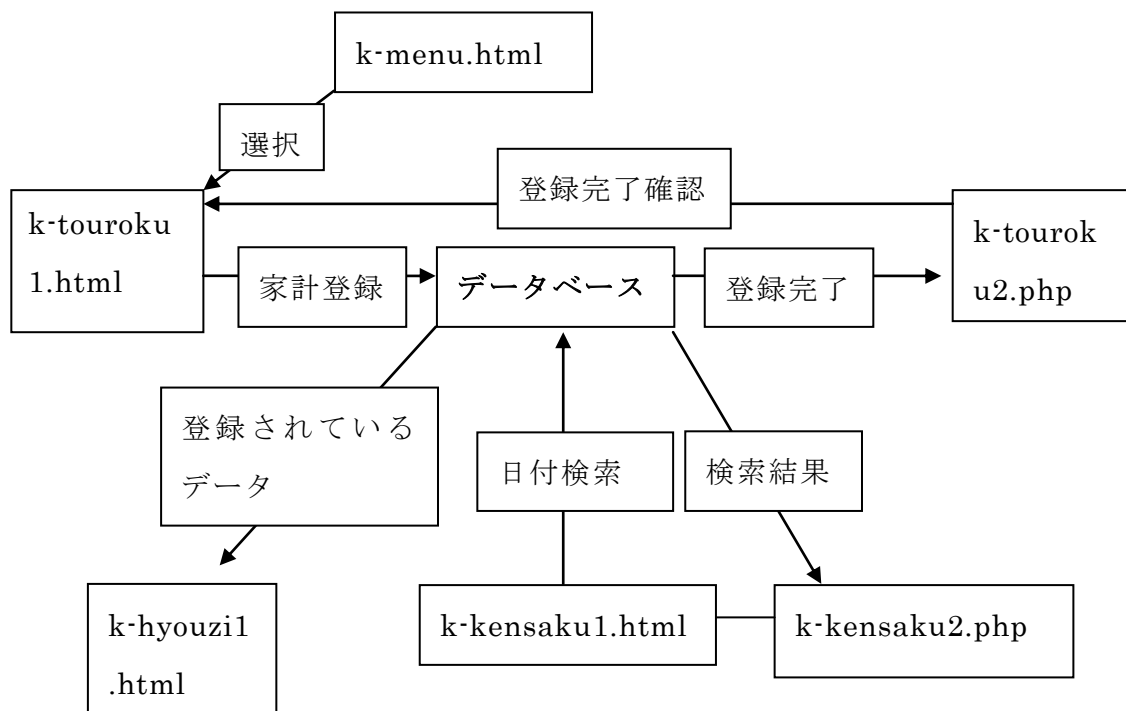 k-menu.html
選択
登録完了確認
k-touroku
1.html
k-tourok
u2.php
家計登録
データベース
登録完了
登録されている
データ
日付検索
検索結果
k-hyouzi1
.html
k-kensaku1.html
k-kensaku2.php